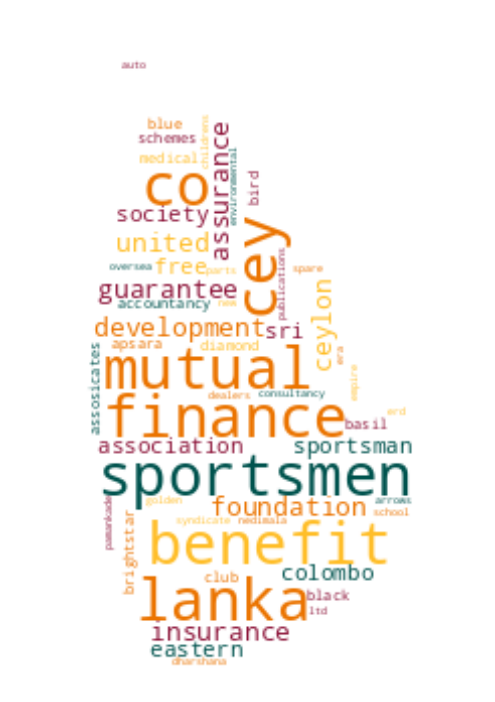 auto
blue
childrens
schemes
assurance
medical
environmental
co
bird
society
united
cey
oversea
free
parts
publications
spare
guarantee
ceylon
accountancy
new
development
sri
apsara
diamond
era
assosicates
mutual
empire
dealers
consultancy
finance
erd
basil
association
sportsman
sportsmen
pamankade
golden
arrows
foundation
school
brightstar
syndicate
nedimala
benefit
colombo
club
lanka
black
ltd
insurance
eastern
dharshana